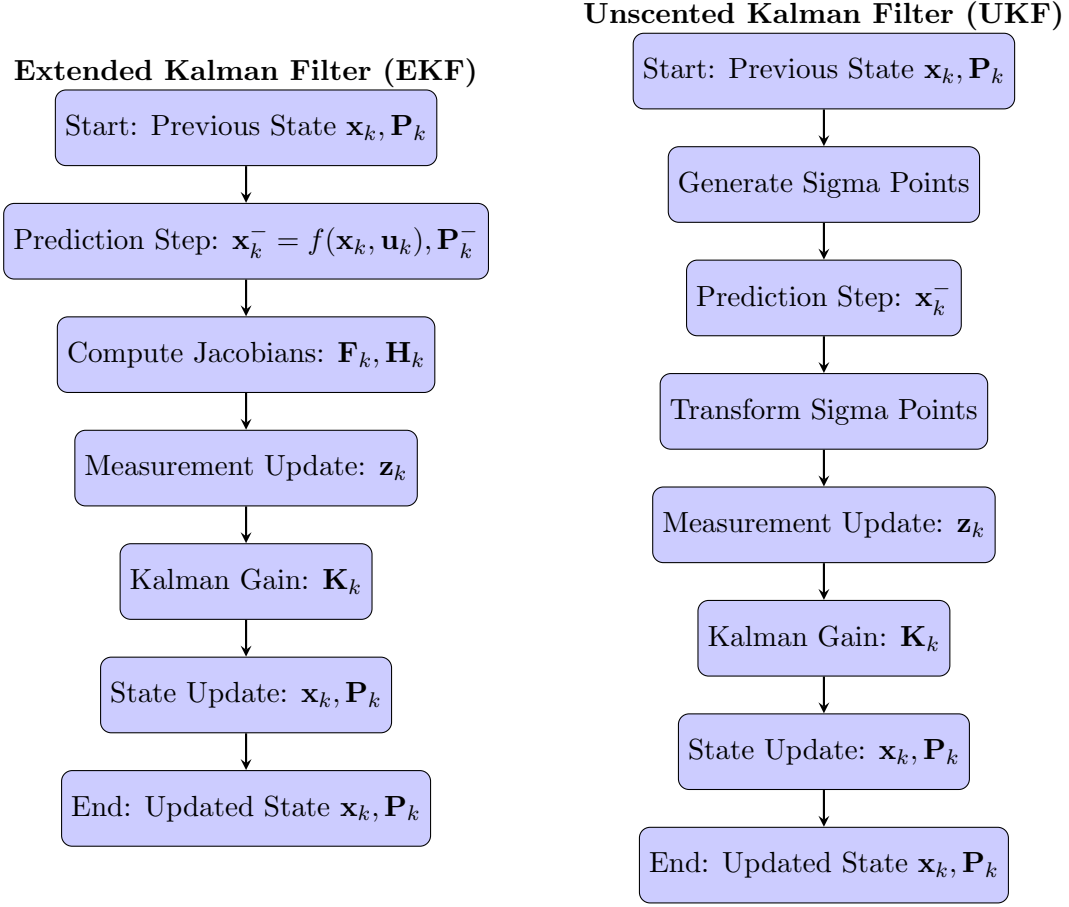 Extended Kalman Filter (EKF)
Start: Previous State x_k, P_k
Prediction Step: x_k^- = f(x_k, u_k), P_k^-
Compute Jacobians: F_k, H_k
Measurement Update: z_k
Kalman Gain: K_k
State Update: x_k, P_k
End: Updated State x_k, P_k
Unscented Kalman Filter (UKF)
Start: Previous State x_k, P_k
Generate Sigma Points
Prediction Step: x_k^-
Transform Sigma Points
Measurement Update: z_k
Kalman Gain: K_k
State Update: x_k, P_k
End: Updated State x_k, P_k